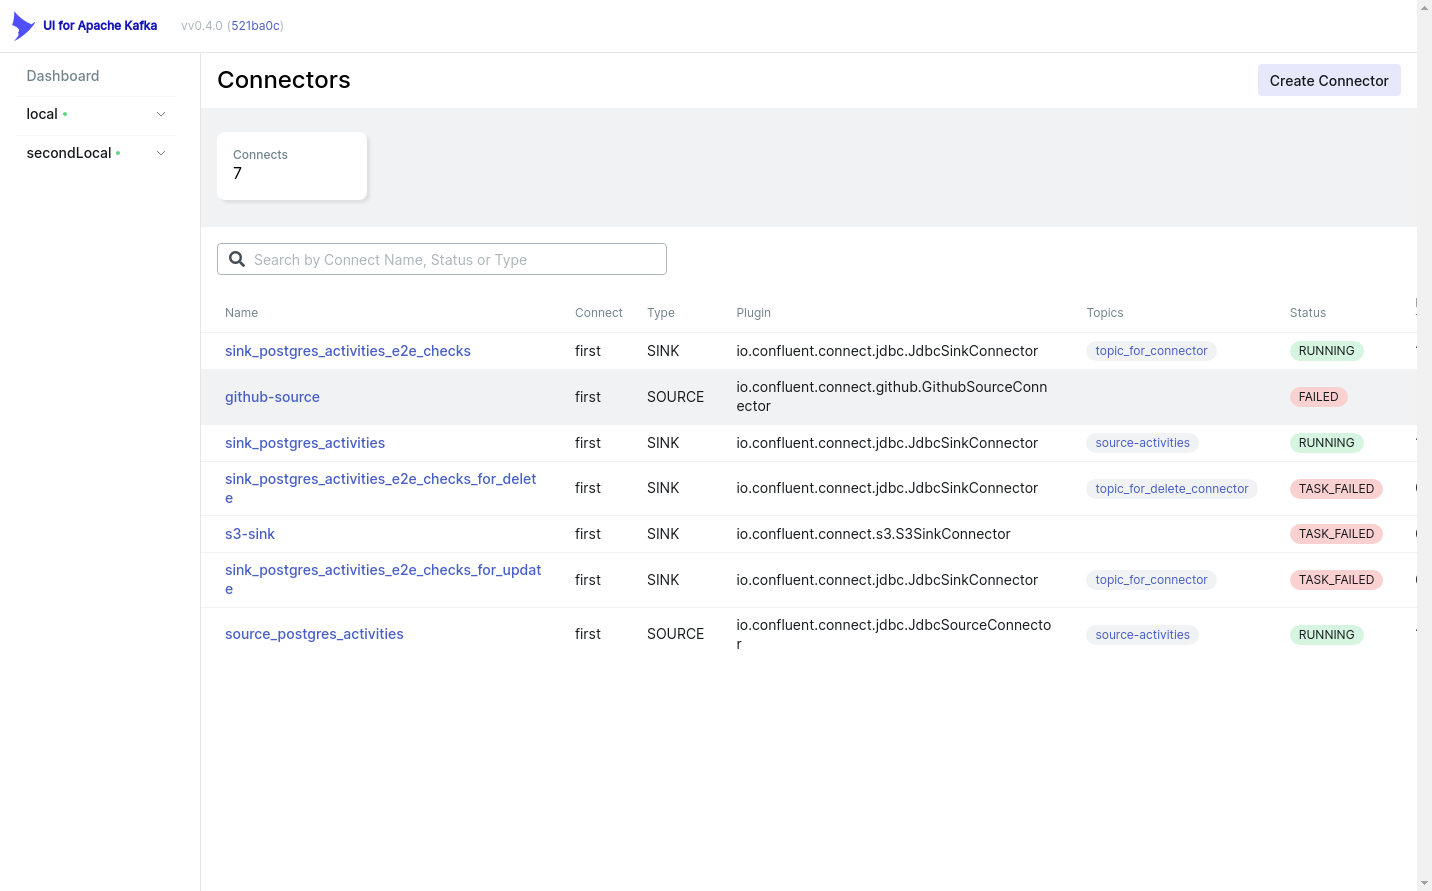 UI for Apache Kafka vv0.4.0 (521ba0c)
Dashboard
local
secondLocal
Connectors
Create Connector
Connects
7
Search by Connect Name, Status or Type
Name Connect Type Plugin Topics Status
sink_postgres_activities_e2e_checks first SINK io.confluent.connect.jdbc.JdbcSinkConnector topic_for_connector RUNNING
github-source first SOURCE io.confluent.connect.github.GithubSourceConn
ector FAILED
sink_postgres_activities first SINK io.confluent.connect.jdbc.JdbcSinkConnector source-activities RUNNING
sink_postgres_activities_e2e_checks_for_delet
e first SINK io.confluent.connect.jdbc.JdbcSinkConnector topic_for_delete_connector TASK_FAILED
s3-sink first SINK io.confluent.connect.s3.S3SinkConnector TASK_FAILED
sink_postgres_activities_e2e_checks_for_updat
e first SINK io.confluent.connect.jdbc.JdbcSinkConnector topic_for_connector TASK_FAILED
source_postgres_activities first SOURCE io.confluent.connect.jdbc.JdbcSourceConnecto
r source-activities RUNNING